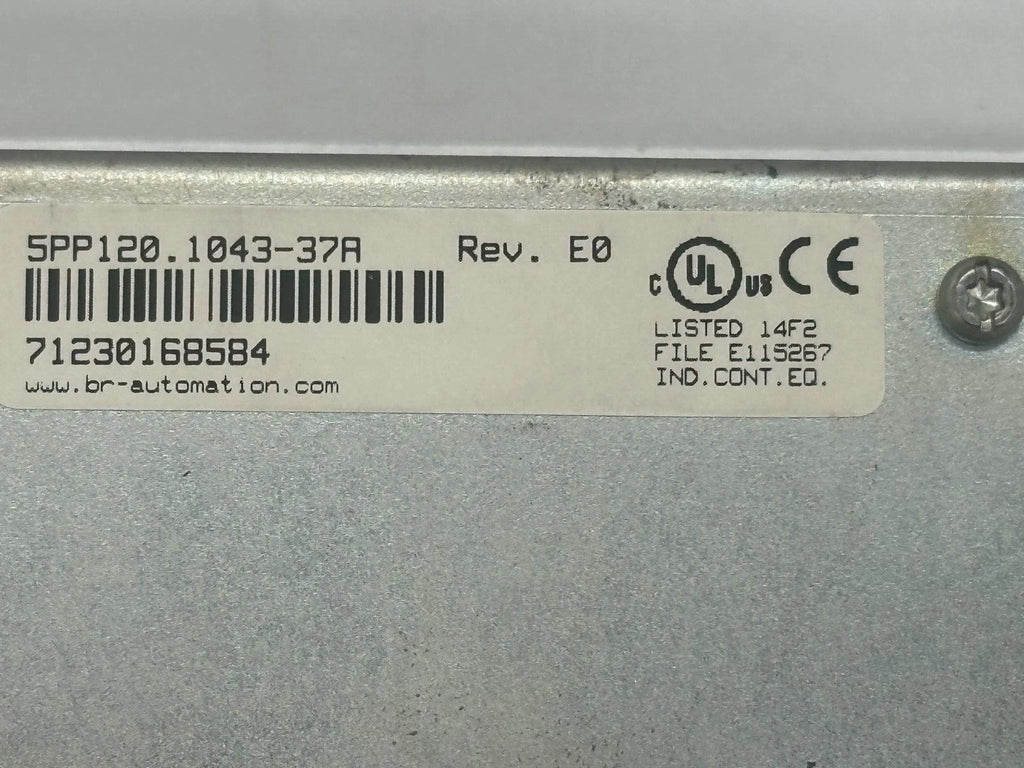 5PP120.1043-37A Rev. E0
c UL us CE
71230168584
www.br-automation.com
LISTED 14F2
FILE E115267
IND.CONT.EQ.